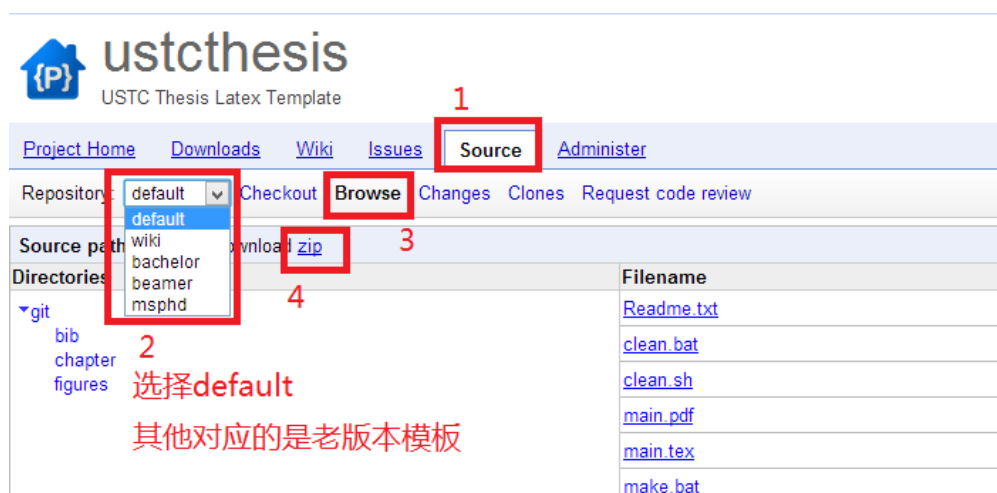 {P}
ustcthesis
USTC Thesis Latex Template
1
Project Home Downloads Wiki Issues Source Administer
Repository: default Checkout Browse Changes Clones Request code review
default
wiki
bachelor
beamer
msphd
Source path zip
3
4
Directories Filename
git
bib
chapter
figures
2
选择default
其他对应的是老版本模板
Readme.txt
clean.bat
clean.sh
main.pdf
main.tex
make.bat